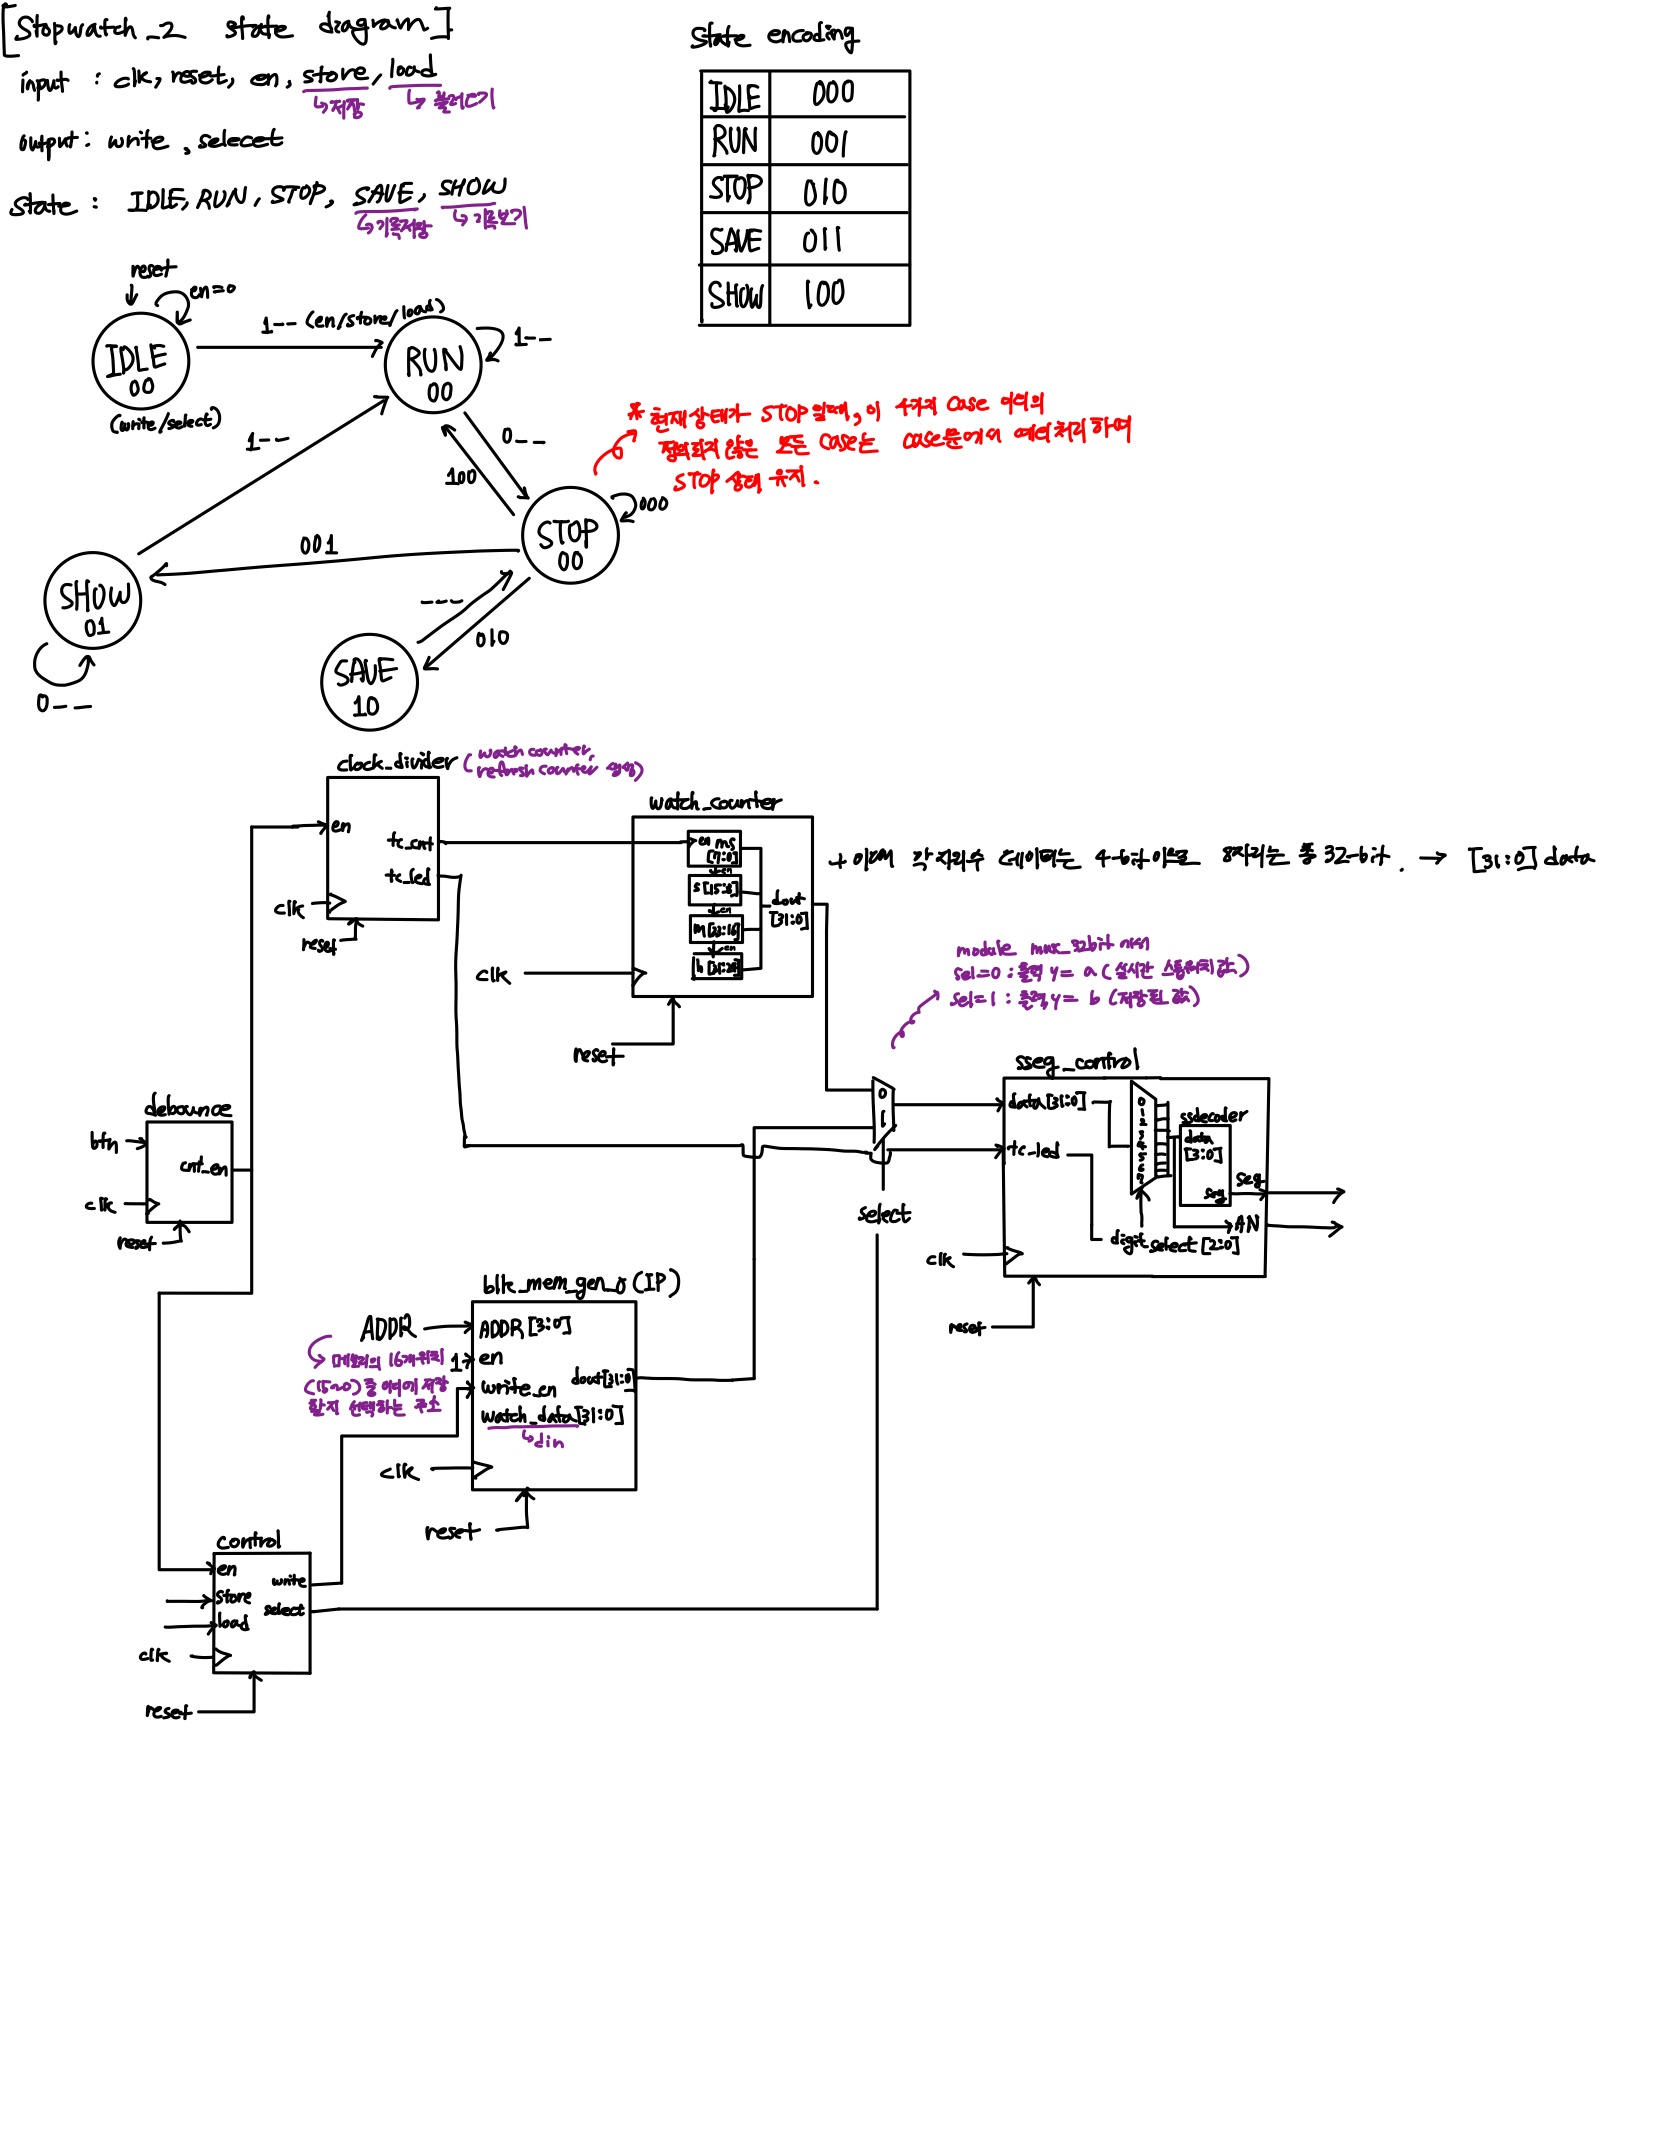 [Stopwatch_2 state diagram]
input : clk, reset, en, store, load
↳저장 ↳ 불러오기
output : write, selecet
state : IDLE, RUN, STOP, SAVE, SHOW
↳기록저장 ↳ 기록보기
State encoding
IDLE 000
RUN 001
STOP 010
SAVE 011
SHOW 100
reset
en=0
1-- (en/store/load)
1--
IDLE
00
(write/select)
RUN
00
1--
0--
100
* 현재상태가 STOP일때, 이 4가지 case 이외의
정의되지 않은 모든 case는 case문에서 예외처리 하여
STOP 상태 유지.
000
STOP
00
001
SHOW
01
0--
---
010
SAVE
10
clock_divider (watch counter,
refresh counter 생성)
en
tc_cnt
tc_led
clk
reset
watch_counter
en ms
[7:0]
en
s [15:8]
en
m[23:16]
en
h [31:24]
dout
[31:0]
clk
reset
+ 이때 각 자리수 데이터는 4-bit 이므로 8자리는 총 32-bit. → [31:0] data
module mux_32bit 에서
sel=0 : 출력 y= a (실시간 스톱워치 값)
sel=1 : 출력 y= b (저장된 값)
0
1
select
sseg_control
data[31:0]
tc_led
0
1
2
3
4
5
6
7
ssdecoder
data
[3:0]
seg
seg
AN
digit select [2:0]
clk
reset
debounce
btn
cnt_en
clk
reset
blk_mem_gen_0 (IP)
ADDR
ADDR [3:0]
↳ 메모리의 16개 위치
(15~0) 중 어디에 저장
할지 선택하는 주소
1
en
write_en
dout[31:0]
watch_data[31:0]
↳din
clk
reset
control
en
store
load
write
select
clk
reset